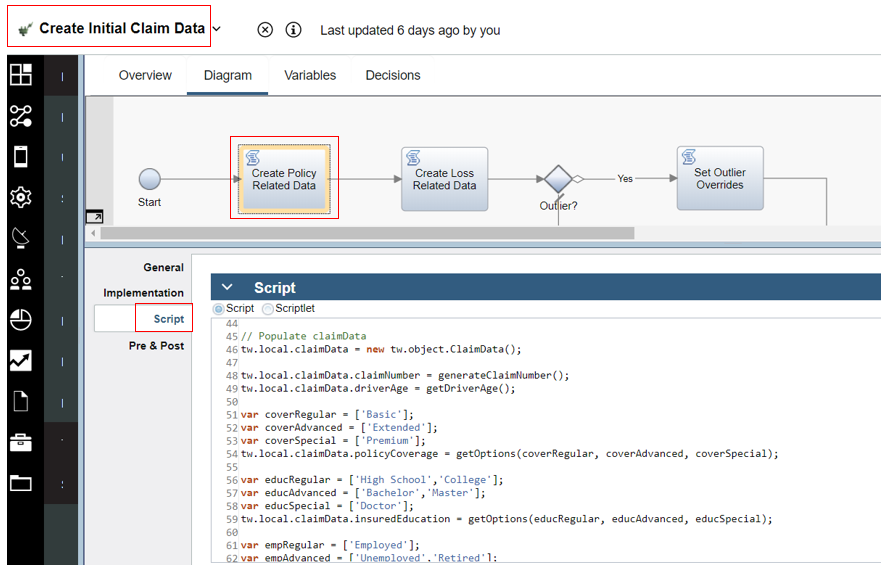 Create Initial Claim Data
Last updated 6 days ago by you
Overview Diagram Variables Decisions
Start
Create Policy
Related Data
Create Loss
Related Data
Outlier?
Yes
Set Outlier
Overrides
General
Implementation
Script
Pre & Post
Script
Script Scriptlet
44
45 // Populate claimData
46 tw.local.claimData = new tw.object.ClaimData();
47
48 tw.local.claimData.claimNumber = generateClaimNumber();
49 tw.local.claimData.driverAge = getDriverAge();
50
51 var coverRegular = ['Basic'];
52 var coverAdvanced = ['Extended'];
53 var coverSpecial = ['Premium'];
54 tw.local.claimData.policyCoverage = getOptions(coverRegular, coverAdvanced, coverSpecial);
55
56 var educRegular = ['High School','College'];
57 var educAdvanced = ['Bachelor','Master'];
58 var educSpecial = ['Doctor'];
59 tw.local.claimData.insuredEducation = getOptions(educRegular, educAdvanced, educSpecial);
60
61 var empRegular = ['Employed'];
62 var empAdvanced = ['Unemployed','Retired'];